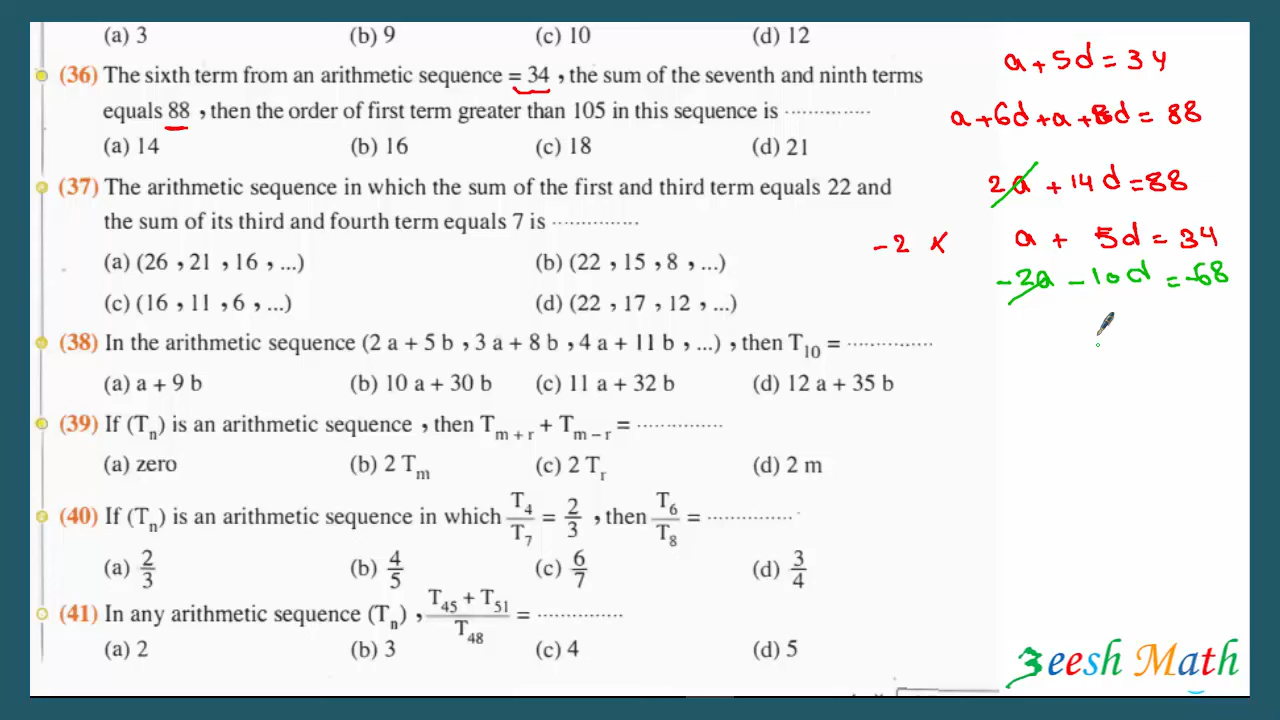 (a) 3 (b) 9 (c) 10 (d) 12
(36) The sixth term from an arithmetic sequence = 34 , the sum of the seventh and ninth terms
equals 88 , then the order of first term greater than 105 in this sequence is ..............
(a) 14 (b) 16 (c) 18 (d) 21
(37) The arithmetic sequence in which the sum of the first and third term equals 22 and
the sum of its third and fourth term equals 7 is ..............
(a) (26 , 21 , 16 , ...) (b) (22 , 15 , 8 , ...)
(c) (16 , 11 , 6 , ...) (d) (22 , 17 , 12 , ...)
(38) In the arithmetic sequence (2 a + 5 b , 3 a + 8 b , 4 a + 11 b , ...) , then T₁₀ = ..............
(a) a + 9 b (b) 10 a + 30 b (c) 11 a + 32 b (d) 12 a + 35 b
(39) If (Tₙ) is an arithmetic sequence , then Tₘ₊ᵣ + Tₘ₋ᵣ = ..............
(a) zero (b) 2 Tₘ (c) 2 Tᵣ (d) 2 m
(40) If (Tₙ) is an arithmetic sequence in which T₄/T₇ = 2/3 , then T₆/T₈ = ..............
(a) 2/3 (b) 4/5 (c) 6/7 (d) 3/4
(41) In any arithmetic sequence (Tₙ) , (T₄₅ + T₅₁)/T₄₈ = ..............
(a) 2 (b) 3 (c) 4 (d) 5
a + 5d = 34
a + 6d + a + 8d = 88
2a + 14d = 88
-2 × a + 5d = 34
-2a - 10d = -68
3eesh Math